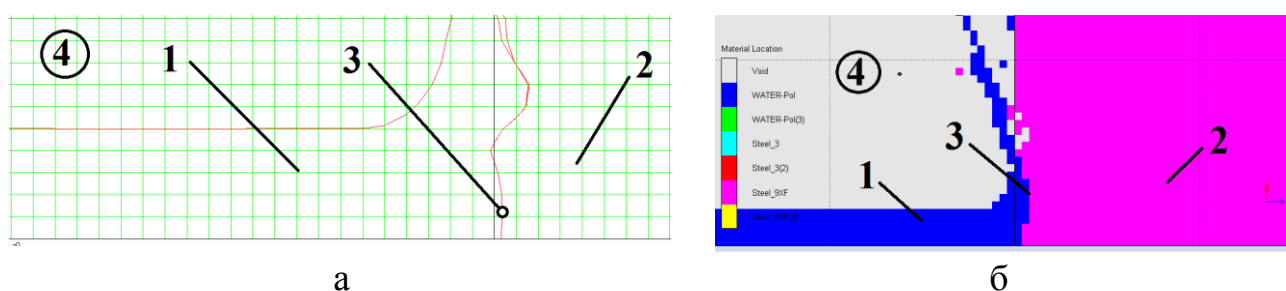 4
1
3
2
а
Material Location
Void
WATER-Pol
WATER-Pol(3)
Steel_3
Steel_3(2)
Steel_9XF
4
3
1
2
б